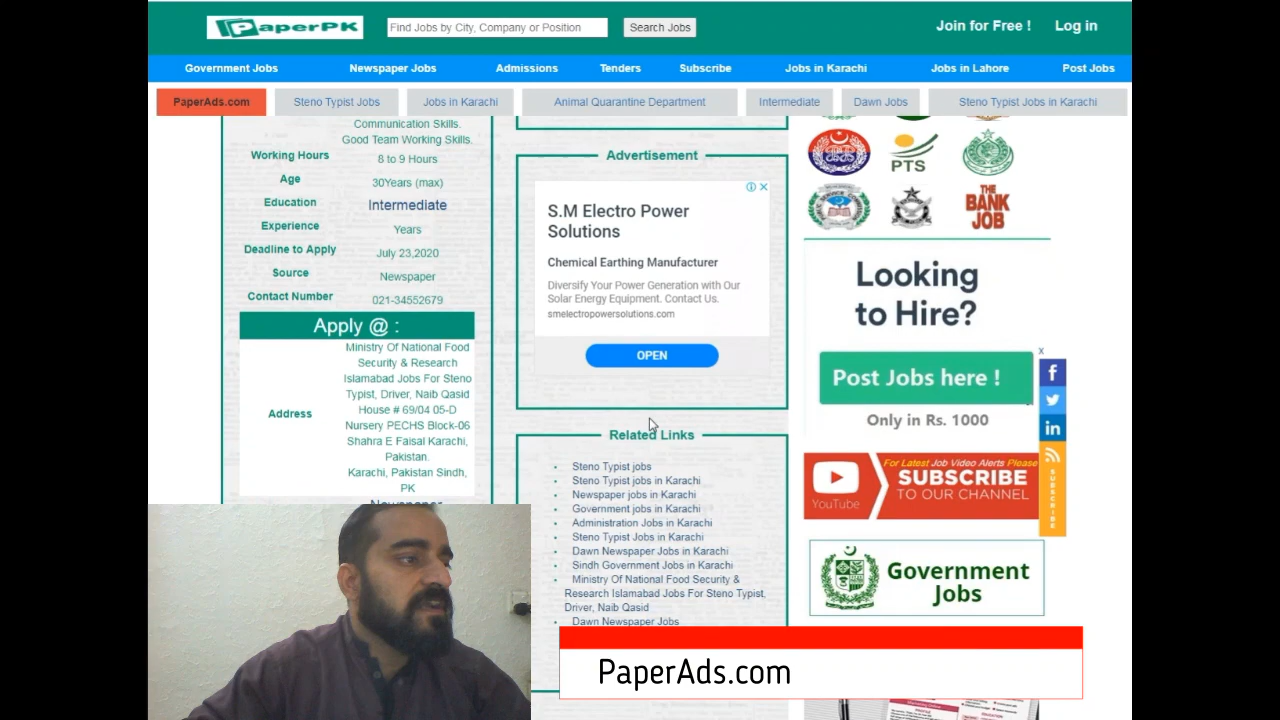 PaperPK
Find Jobs by City, Company or Position
Search Jobs
Join for Free !
Log in
Government Jobs
Newspaper Jobs
Admissions
Tenders
Subscribe
Jobs in Karachi
Jobs in Lahore
Post Jobs
PaperAds.com
Steno Typist Jobs
Jobs in Karachi
Animal Quarantine Department
Intermediate
Dawn Jobs
Steno Typist Jobs in Karachi
Communication Skills.
Good Team Working Skills.
Working Hours
8 to 9 Hours
Age
30Years (max)
Education
Intermediate
Experience
Years
Deadline to Apply
July 23,2020
Source
Newspaper
Contact Number
021-34552679
Apply @ :
Address
Ministry Of National Food
Security & Research
Islamabad Jobs For Steno
Typist, Driver, Naib Qasid
House # 69/04 05-D
Nursery PECHS Block-06
Shahra E Faisal Karachi,
Pakistan.
Karachi, Pakistan Sindh,
PK
Newspaper
Advertisement
S.M Electro Power
Solutions
Chemical Earthing Manufacturer
Diversify Your Power Generation with Our
Solar Energy Equipment. Contact Us.
smelectropowersolutions.com
OPEN
Related Links
Steno Typist jobs
Steno Typist jobs in Karachi
Newspaper jobs in Karachi
Government jobs in Karachi
Administration Jobs in Karachi
Steno Typist Jobs in Karachi
Dawn Newspaper Jobs in Karachi
Sindh Government Jobs in Karachi
Ministry Of National Food Security &
Research Islamabad Jobs For Steno Typist,
Driver, Naib Qasid
Dawn Newspaper Jobs
PTS
THE
BANK
JOB
Looking
to Hire?
x
Post Jobs here !
Only in Rs. 1000
f
in
SUBSCRIBE
YouTube
For Latest Job Video Alerts Please
SUBSCRIBE
TO OUR CHANNEL
Government
Jobs
PaperAds.com